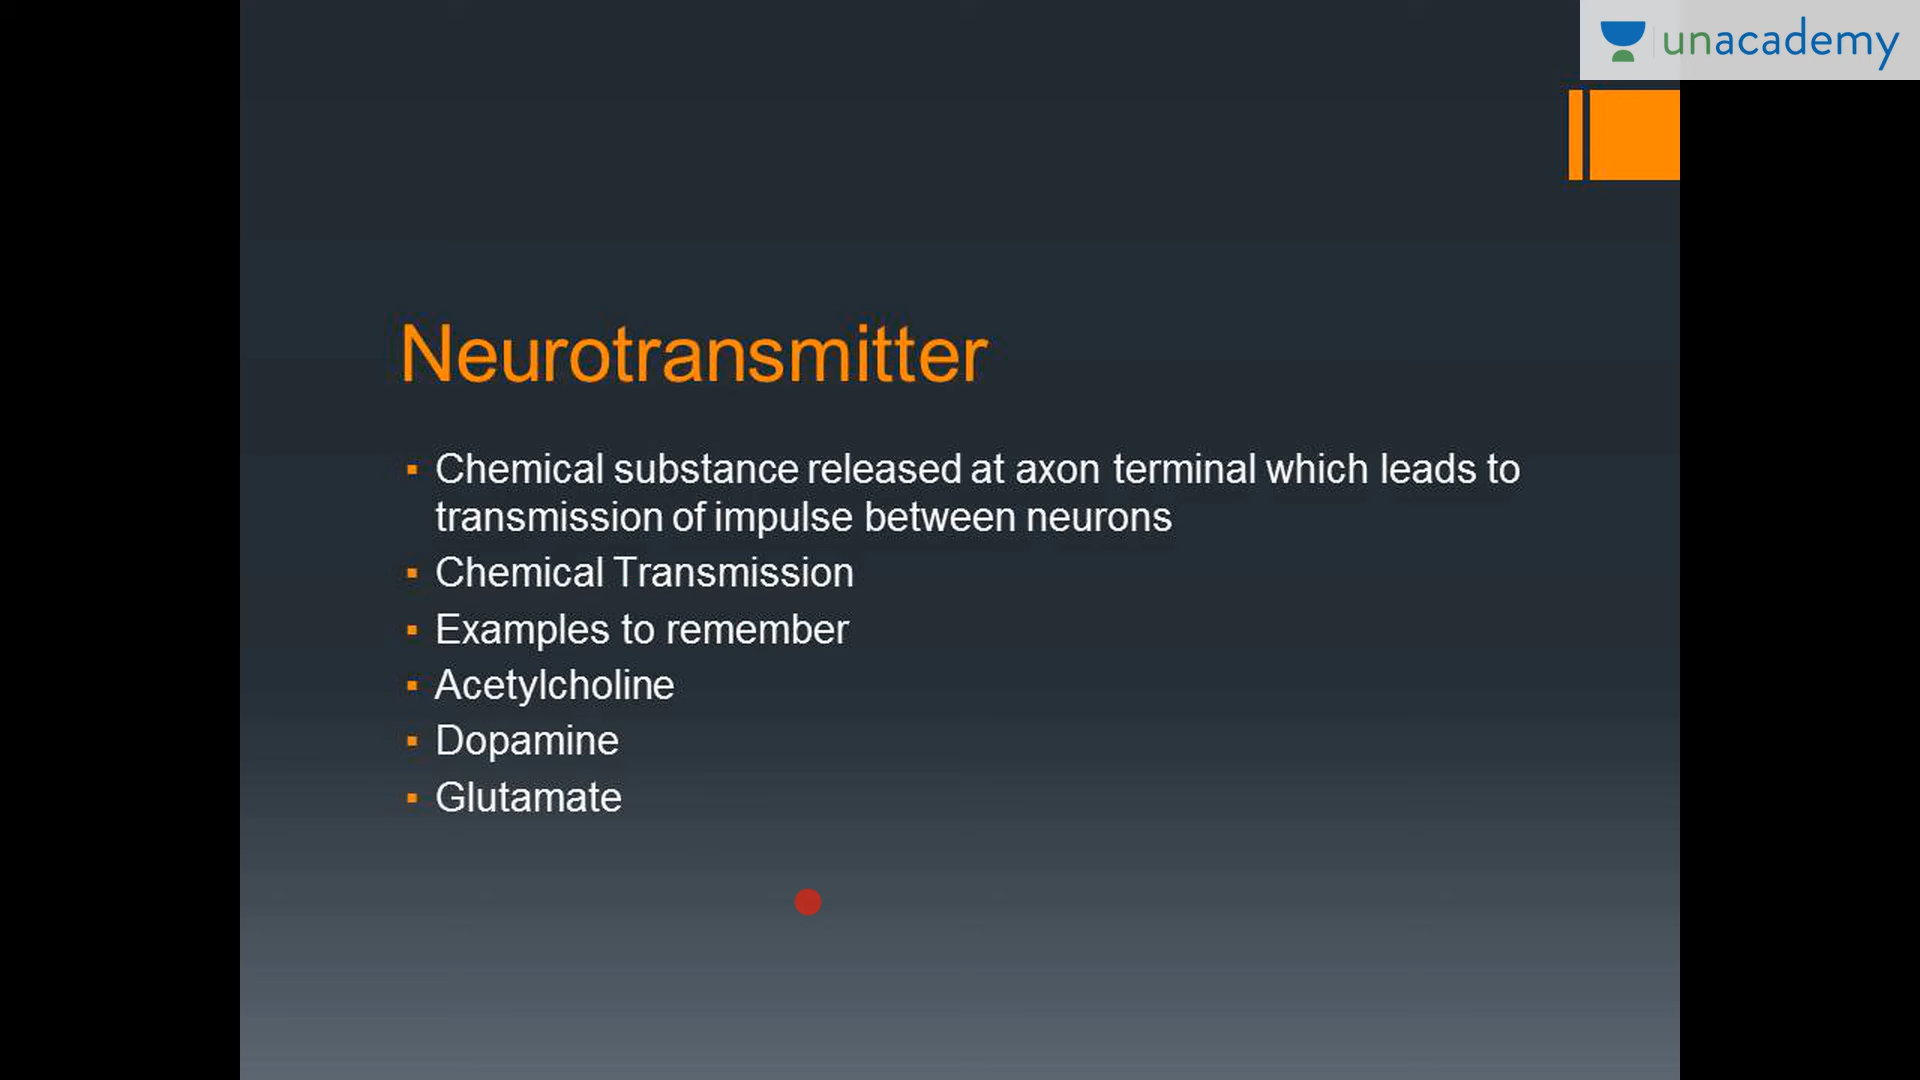 unacademy
Neurotransmitter
▪ Chemical substance released at axon terminal which leads to
transmission of impulse between neurons
▪ Chemical Transmission
▪ Examples to remember
▪ Acetylcholine
▪ Dopamine
▪ Glutamate